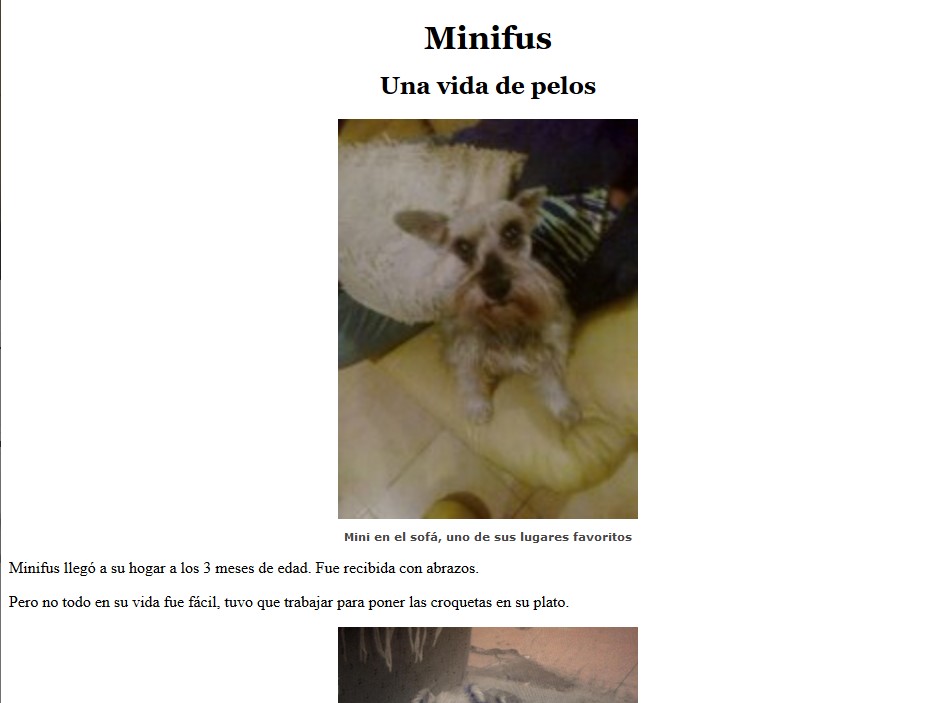 Minifus
Una vida de pelos
Mini en el sofá, uno de sus lugares favoritos
Minifus llegó a su hogar a los 3 meses de edad. Fue recibida con abrazos.
Pero no todo en su vida fue fácil, tuvo que trabajar para poner las croquetas en su plato.